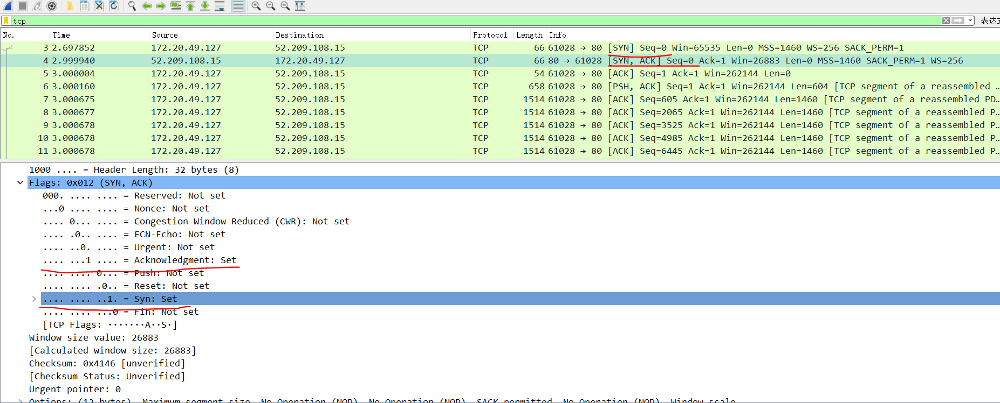 tcp 表达式
No. Time Source Destination Protocol Length Info
3 2.697852 172.20.49.127 52.209.108.15 TCP 66 61028 → 80 [SYN] Seq=0 Win=65535 Len=0 MSS=1460 WS=256 SACK_PERM=1
4 2.999940 52.209.108.15 172.20.49.127 TCP 66 80 → 61028 [SYN, ACK] Seq=0 Ack=1 Win=26883 Len=0 MSS=1460 SACK_PERM=1 WS=256
5 3.000004 172.20.49.127 52.209.108.15 TCP 54 61028 → 80 [ACK] Seq=1 Ack=1 Win=262144 Len=0
6 3.000160 172.20.49.127 52.209.108.15 TCP 658 61028 → 80 [PSH, ACK] Seq=1 Ack=1 Win=262144 Len=604 [TCP segment of a reassembled …
7 3.000675 172.20.49.127 52.209.108.15 TCP 1514 61028 → 80 [ACK] Seq=605 Ack=1 Win=262144 Len=1460 [TCP segment of a reassembled PD…
8 3.000677 172.20.49.127 52.209.108.15 TCP 1514 61028 → 80 [ACK] Seq=2065 Ack=1 Win=262144 Len=1460 [TCP segment of a reassembled P…
9 3.000678 172.20.49.127 52.209.108.15 TCP 1514 61028 → 80 [ACK] Seq=3525 Ack=1 Win=262144 Len=1460 [TCP segment of a reassembled P…
10 3.000678 172.20.49.127 52.209.108.15 TCP 1514 61028 → 80 [ACK] Seq=4985 Ack=1 Win=262144 Len=1460 [TCP segment of a reassembled P…
11 3.000678 172.20.49.127 52.209.108.15 TCP 1514 61028 → 80 [ACK] Seq=6445 Ack=1 Win=262144 Len=1460 [TCP segment of a reassembled P…
1000 .... = Header Length: 32 bytes (8)
Flags: 0x012 (SYN, ACK)
000. .... .... = Reserved: Not set
...0 .... .... = Nonce: Not set
.... 0... .... = Congestion Window Reduced (CWR): Not set
.... .0.. .... = ECN-Echo: Not set
.... ..0. .... = Urgent: Not set
.... ...1 .... = Acknowledgment: Set
.... .... 0... = Push: Not set
.... .... .0.. = Reset: Not set
.... .... ..1. = Syn: Set
.... .... ...0 = Fin: Not set
[TCP Flags: ·······A··S·]
Window size value: 26883
[Calculated window size: 26883]
Checksum: 0x4146 [unverified]
[Checksum Status: Unverified]
Urgent pointer: 0
Options: (12 bytes), Maximum segment size, No-Operation (NOP), No-Operation (NOP), SACK permitted, No-Operation (NOP), Window scale